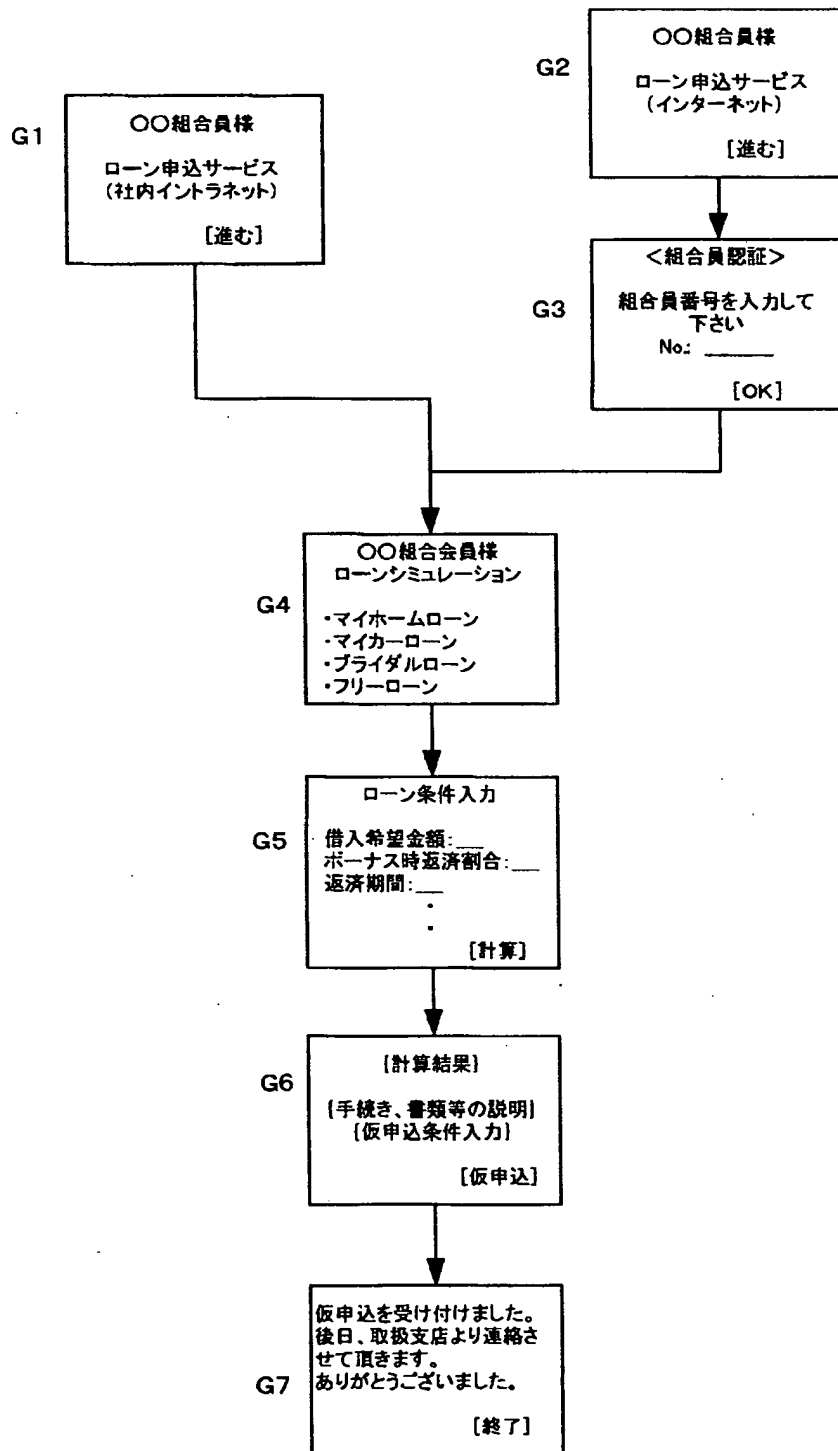 G1
〇〇組合員様
ローン申込サービス
(社内イントラネット)
[進む]
G2
〇〇組合員様
ローン申込サービス
(インターネット)
[進む]
G3
<組合員認証>
組合員番号を入力して
下さい
No.: ______
[OK]
G4
〇〇組合会員様
ローンシミュレーション
・マイホームローン
・マイカーローン
・ブライダルローン
・フリーローン
G5
ローン条件入力
借入希望金額:__
ボーナス時返済割合:__
返済期間:__
・
・
[計算]
G6
{計算結果}
{手続き、書類等の説明}
{仮申込条件入力}
[仮申込]
G7
仮申込を受け付けました。
後日、取扱支店より連絡さ
せて頂きます。
ありがとうございました。
[終了]